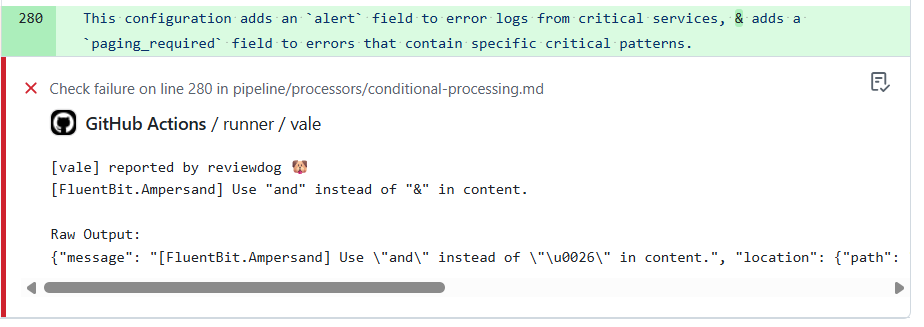 280 This configuration adds an `alert` field to error logs from critical services, & adds a
`paging_required` field to errors that contain specific critical patterns.
Check failure on line 280 in pipeline/processors/conditional-processing.md
GitHub Actions / runner / vale
[vale] reported by reviewdog 🐶
[FluentBit.Ampersand] Use "and" instead of "&" in content.
Raw Output:
{"message": "[FluentBit.Ampersand] Use \"and\" instead of \"\u0026\" in content.", "location": {"path":